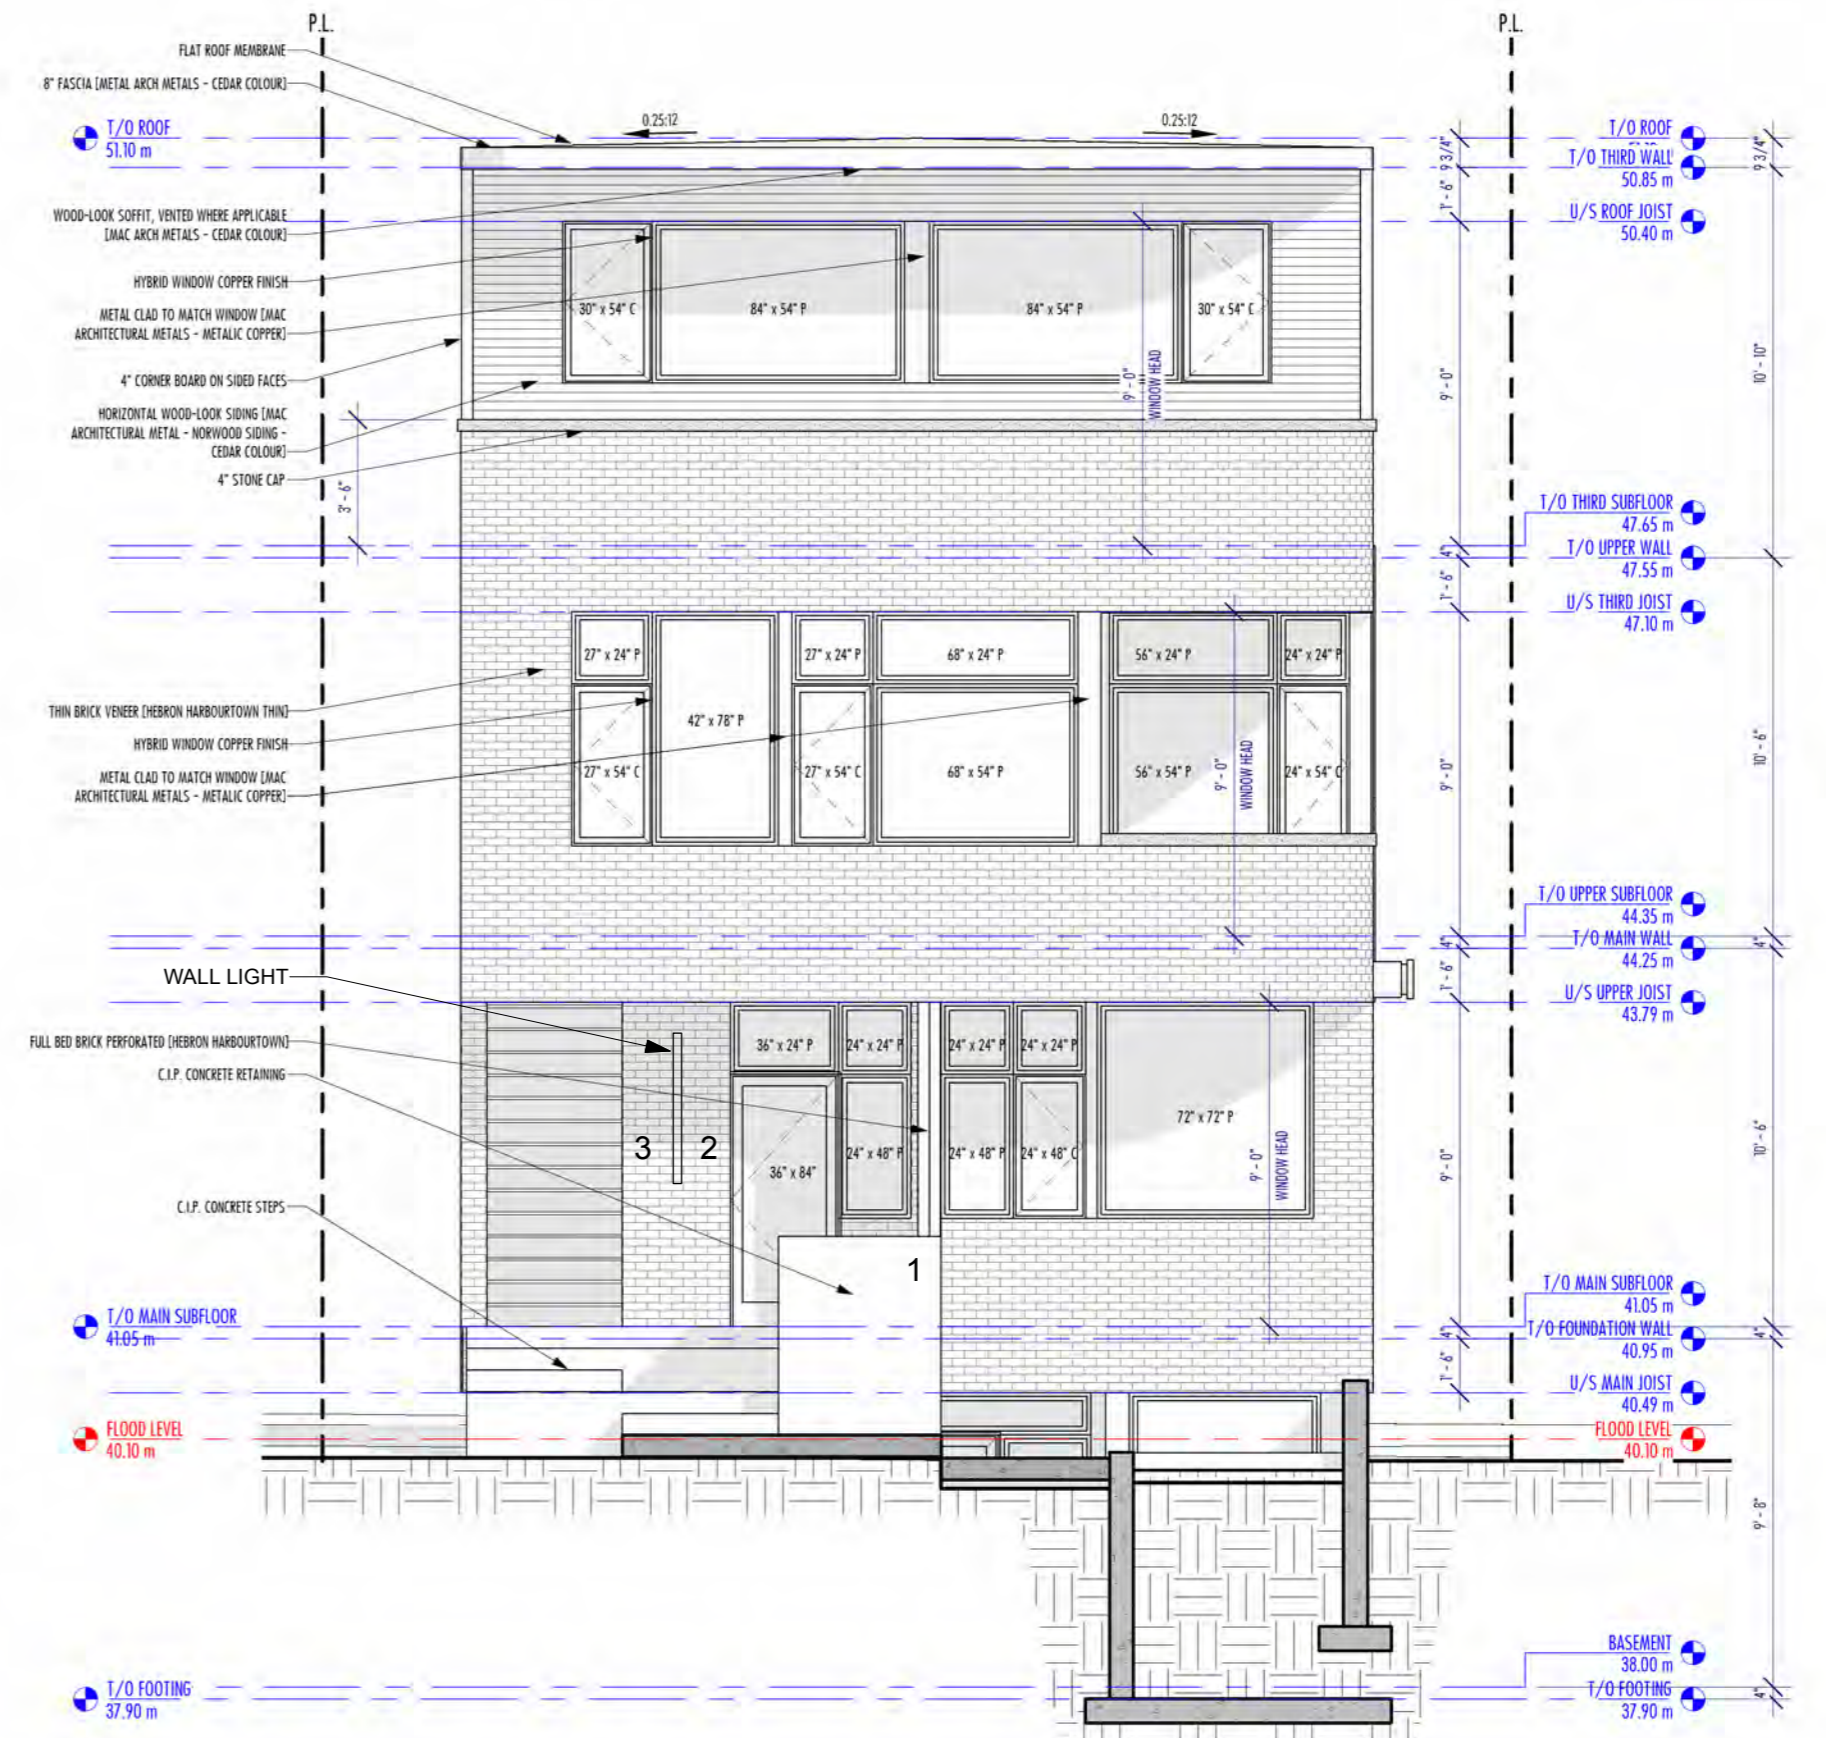 P.L.
P.L.
FLAT ROOF MEMBRANE
8" FASCIA [METAL ARCH METALS - CEDAR COLOUR]
T/O ROOF
51.10 m
0.25:12
0.25:12
T/O ROOF
T/O THIRD WALL
50.85 m
U/S ROOF JOIST
50.40 m
9 3/4"
1' - 6"
9 3/4"
WOOD-LOOK SOFFIT, VENTED WHERE APPLICABLE
[MAC ARCH METALS - CEDAR COLOUR]
HYBRID WINDOW COPPER FINISH
METAL CLAD TO MATCH WINDOW [MAC
ARCHITECTURAL METALS - METALIC COPPER]
4" CORNER BOARD ON SIDED FACES
HORIZONTAL WOOD-LOOK SIDING [MAC
ARCHITECTURAL METAL - NORWOOD SIDING -
CEDAR COLOUR]
4" STONE CAP
3' - 6"
30" x 54" C
84" x 54" P
84" x 54" P
30" x 54" C
9' - 0"
WINDOW HEAD
9' - 0"
10' - 10"
T/O THIRD SUBFLOOR
47.65 m
T/O UPPER WALL
47.55 m
U/S THIRD JOIST
47.10 m
4"
1' - 6"
27" x 24" P
27" x 24" P
68" x 24" P
56" x 24" P
24" x 24" P
42" x 78" P
27" x 54" C
27" x 54" C
68" x 54" P
56" x 54" P
24" x 54" C
9' - 0"
WINDOW HEAD
9' - 0"
10' - 6"
THIN BRICK VENEER [HEBRON HARBOURTOWN THIN]
HYBRID WINDOW COPPER FINISH
METAL CLAD TO MATCH WINDOW [MAC
ARCHITECTURAL METALS - METALIC COPPER]
T/O UPPER SUBFLOOR
44.35 m
T/O MAIN WALL
44.25 m
U/S UPPER JOIST
43.79 m
4"
1' - 6"
4"
WALL LIGHT
FULL BED BRICK PERFORATED [HEBRON HARBOURTOWN]
C.I.P. CONCRETE RETAINING
C.I.P. CONCRETE STEPS
36" x 24" P
24" x 24" P
24" x 24" P
24" x 24" P
72" x 72" P
3
2
36" x 84"
24" x 48" P
24" x 48" P
24" x 48" C
9' - 0"
WINDOW HEAD
9' - 0"
10' - 6"
1
T/O MAIN SUBFLOOR
41.05 m
T/O MAIN SUBFLOOR
41.05 m
T/O FOUNDATION WALL
40.95 m
U/S MAIN JOIST
40.49 m
4"
1' - 6"
4"
FLOOD LEVEL
40.10 m
FLOOD LEVEL
40.10 m
9' - 8"
BASEMENT
38.00 m
T/O FOOTING
37.90 m
T/O FOOTING
37.90 m
4"